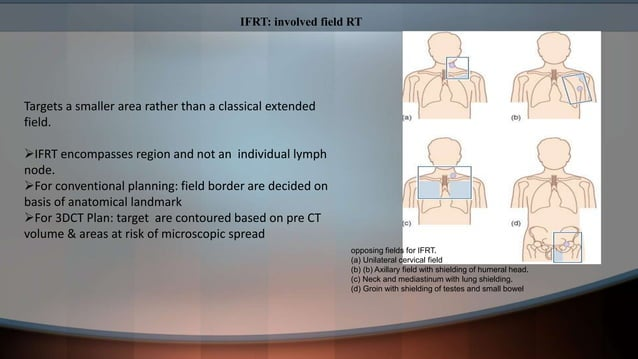 IFRT: involved field RT
Targets a smaller area rather than a classical extended
field.
➢IFRT encompasses region and not an  individual lymph
node.
➢For conventional planning: field border are decided on
basis of anatomical landmark
➢For 3DCT Plan: target  are contoured based on pre CT
volume & areas at risk of microscopic spread
(a)
(b)
(c)
(d)
opposing fields for IFRT.
(a) Unilateral cervical field
(b) (b) Axillary field with shielding of humeral head.
(c) Neck and mediastinum with lung shielding.
(d) Groin with shielding of testes and small bowel